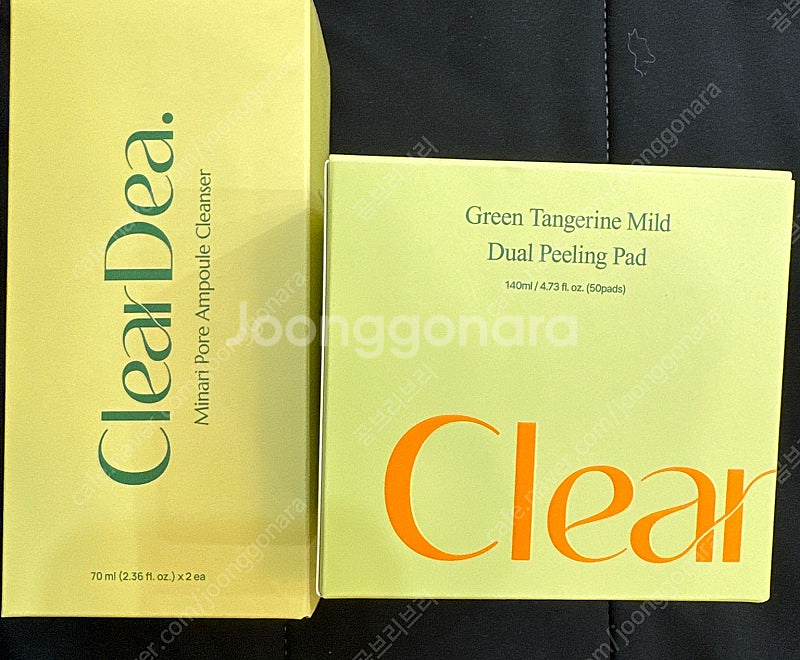 ClearDea.
Minari Pore Ampoule Cleanser
70 ml (2.36 fl. oz.) x 2 ea
Green Tangerine Mild
Dual Peeling Pad
140ml / 4.73 fl. oz. (50pads)
Clear
Joonggonara